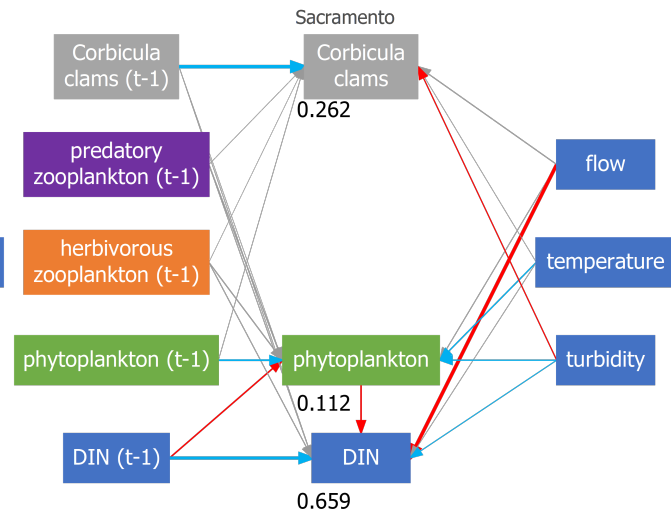 Sacramento
Corbicula
clams (t-1)
Corbicula
clams
0.262
predatory
zooplankton (t-1)
flow
herbivorous
zooplankton (t-1)
temperature
phytoplankton (t-1)
phytoplankton
turbidity
0.112
DIN (t-1)
DIN
0.659